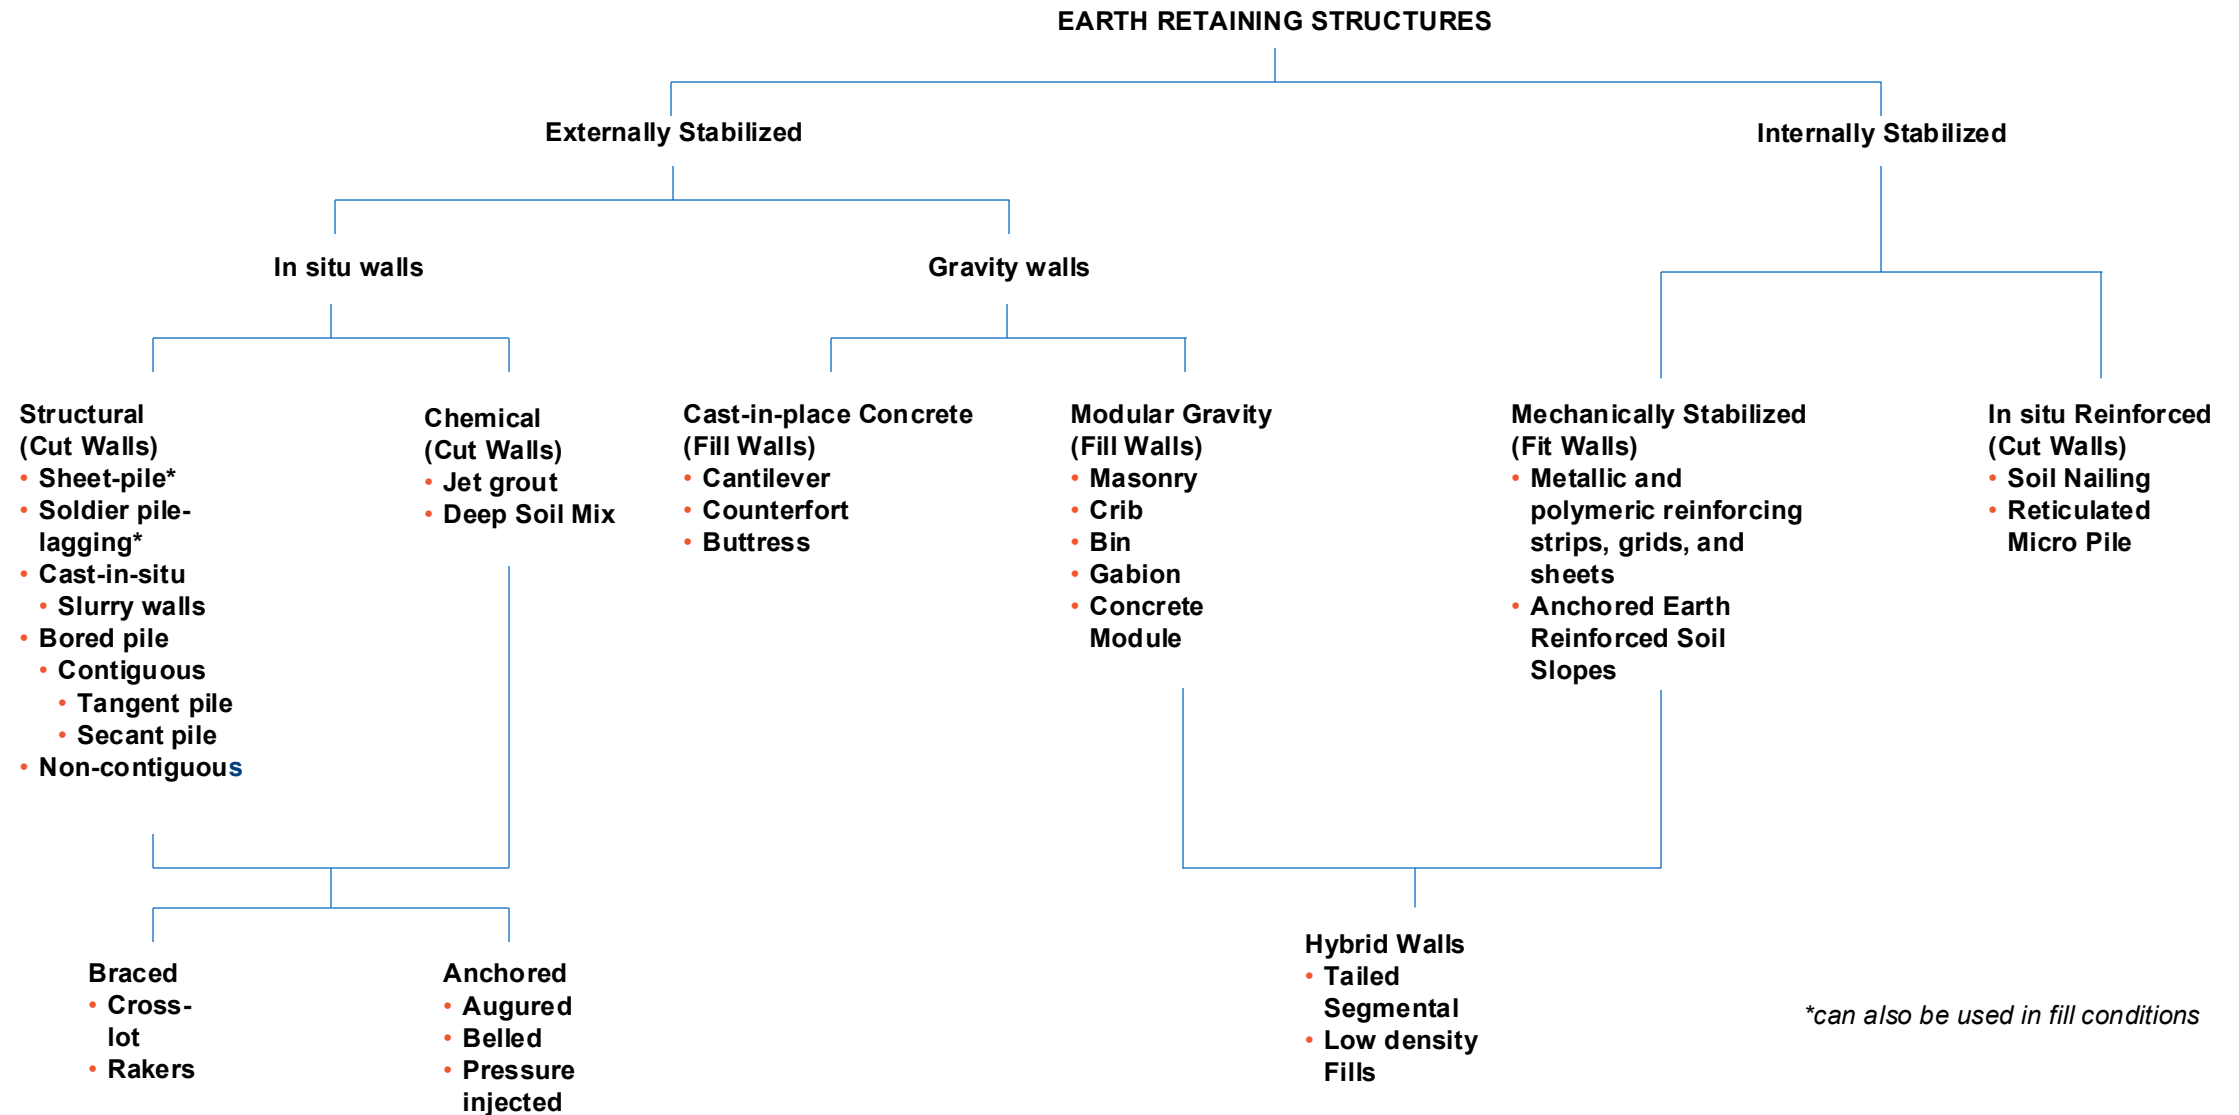 EARTH RETAINING STRUCTURES
Externally Stabilized
Internally Stabilized
In situ walls
Gravity walls
Structural
(Cut Walls)
• Sheet-pile*
• Soldier pile-
lagging*
• Cast-in-situ
• Slurry walls
• Bored pile
• Contiguous
• Tangent pile
• Secant pile
• Non-contiguous
Chemical
(Cut Walls)
• Jet grout
• Deep Soil Mix
Cast-in-place Concrete
(Fill Walls)
• Cantilever
• Counterfort
• Buttress
Modular Gravity
(Fill Walls)
• Masonry
• Crib
• Bin
• Gabion
• Concrete
Module
Mechanically Stabilized
(Fit Walls)
• Metallic and
polymeric reinforcing
strips, grids, and
sheets
• Anchored Earth
Reinforced Soil
Slopes
In situ Reinforced
(Cut Walls)
• Soil Nailing
• Reticulated
Micro Pile
Braced
• Cross-
lot
• Rakers
Anchored
• Augured
• Belled
• Pressure
injected
Hybrid Walls
• Tailed
Segmental
• Low density
Fills
*can also be used in fill conditions